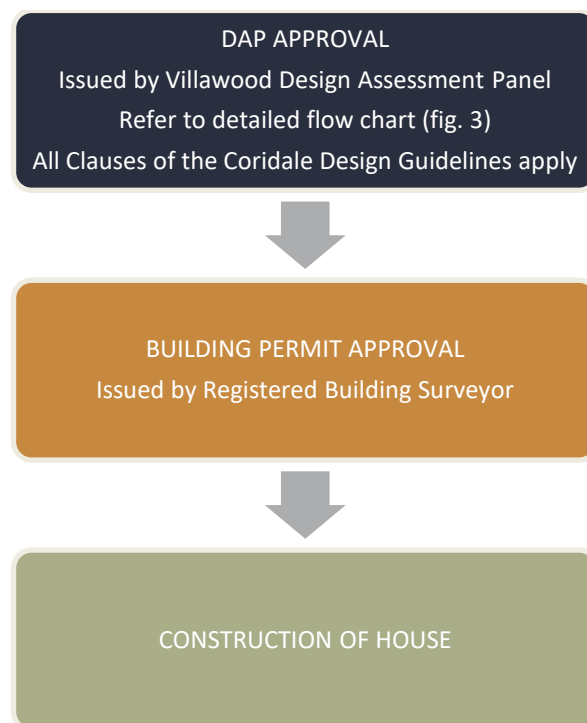 DAP APPROVAL
Issued by Villawood Design Assessment Panel
Refer to detailed flow chart (fig. 3)
All Clauses of the Coridale Design Guidelines apply
BUILDING PERMIT APPROVAL
Issued by Registered Building Surveyor
CONSTRUCTION OF HOUSE